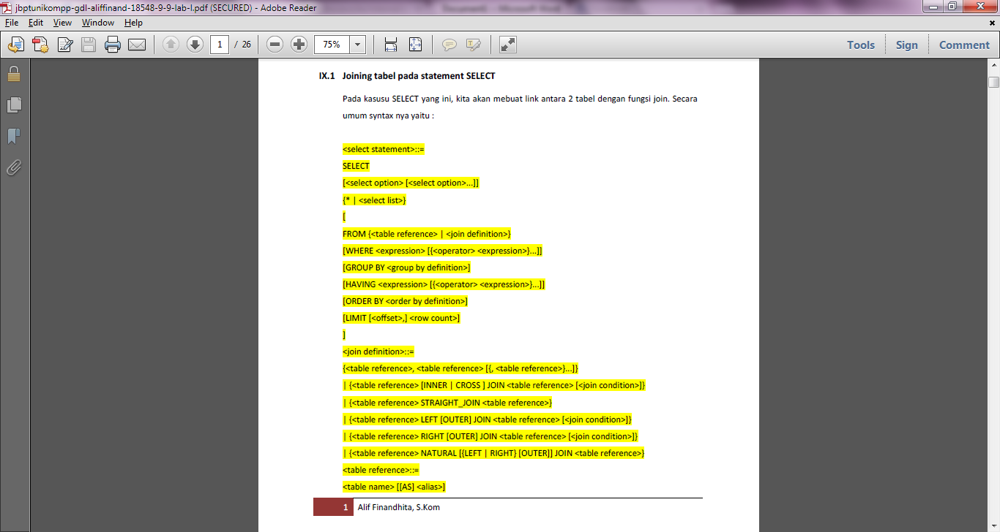 jbptunikompp-gdl-aliffinand-18548-9-9-lab-l.pdf (SECURED) - Adobe Reader
File Edit View Window Help
1 / 26 75% Tools Sign Comment
IX.1 Joining tabel pada statement SELECT
Pada kasusu SELECT yang ini, kita akan mebuat link antara 2 tabel dengan fungsi join. Secara
umum syntax nya yaitu :
<select statement>::=
SELECT
[<select option> [<select option>...]]
{* | <select list>}
[
FROM {<table reference> | <join definition>}
[WHERE <expression> [{<operator> <expression>}...]]
[GROUP BY <group by definition>]
[HAVING <expression> [{<operator> <expression>}...]]
[ORDER BY <order by definition>]
[LIMIT [<offset>,] <row count>]
]
<join definition>::=
{<table reference>, <table reference> [{, <table reference>}...]}
| {<table reference> [INNER | CROSS ] JOIN <table reference> [<join condition>]}
| {<table reference> STRAIGHT_JOIN <table reference>}
| {<table reference> LEFT [OUTER] JOIN <table reference> [<join condition>]}
| {<table reference> RIGHT [OUTER] JOIN <table reference> [<join condition>]}
| {<table reference> NATURAL [{LEFT | RIGHT} [OUTER]] JOIN <table reference>}
<table reference>::=
<table name> [[AS] <alias>]
1 Alif Finandhita, S.Kom